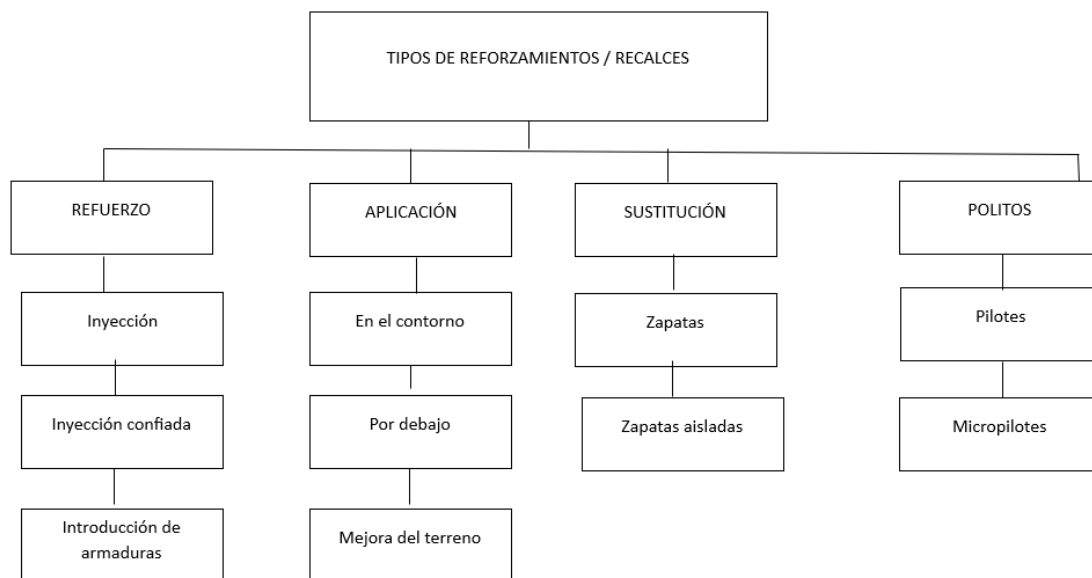 TIPOS DE REFORZAMIENTOS / RECALCES
REFUERZO
APLICACIÓN
SUSTITUCIÓN
POLITOS
Inyección
En el contorno
Zapatas
Pilotes
Inyección confiada
Por debajo
Zapatas aisladas
Micropilotes
Introducción de
armaduras
Mejora del terreno